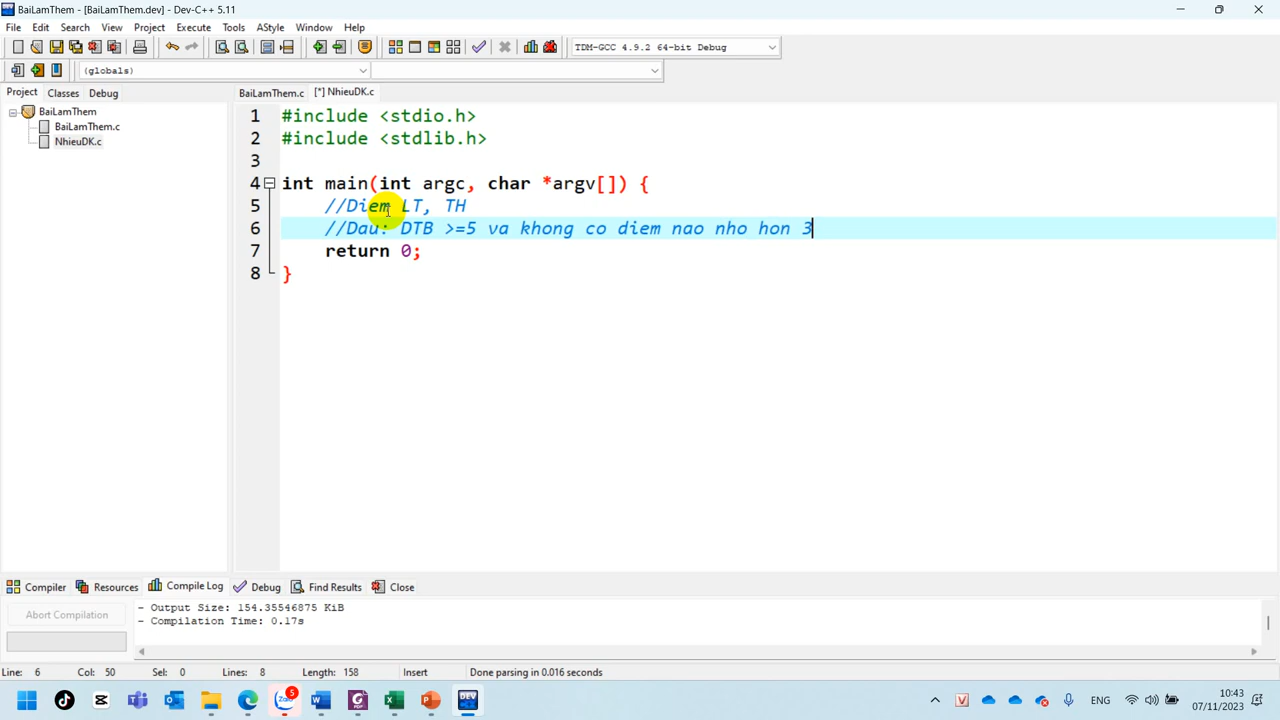 BaiLamThem - [BaiLamThem.dev] - Dev-C++ 5.11
File Edit Search View Project Execute Tools AStyle Window Help
TDM-GCC 4.9.2 64-bit Debug
(globals)
Project Classes Debug
BaiLamThem.c [*] NhieuDK.c
BaiLamThem
BaiLamThem.c
NhieuDK.c
1 #include <stdio.h>
2 #include <stdlib.h>
3
4 int main(int argc, char *argv[]) {
5 //Diem LT, TH
6 //Dau: DTB >=5 va khong co diem nao nho hon 3
7 return 0;
8 }
Compiler Resources Compile Log Debug Find Results Close
Abort Compilation
- Output Size: 154.35546875 KiB
- Compilation Time: 0.17s
Line: 6 Col: 50 Sel: 0 Lines: 8 Length: 158 Insert Done parsing in 0.016 seconds
5
Zalo
PDF
DEV
V
ENG
10:43
07/11/2023